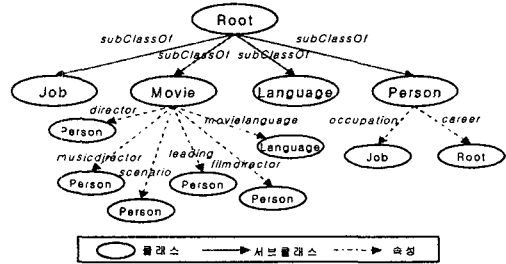 Root
subClassOf subClassOf
subClassOf subClassOf
Job Movie Language Person
director movielanguage occupation career
Person Language Job Root
musicdirector leading filmdirector
Person scenario Person Person
Person
클래스 서브클래스 속성